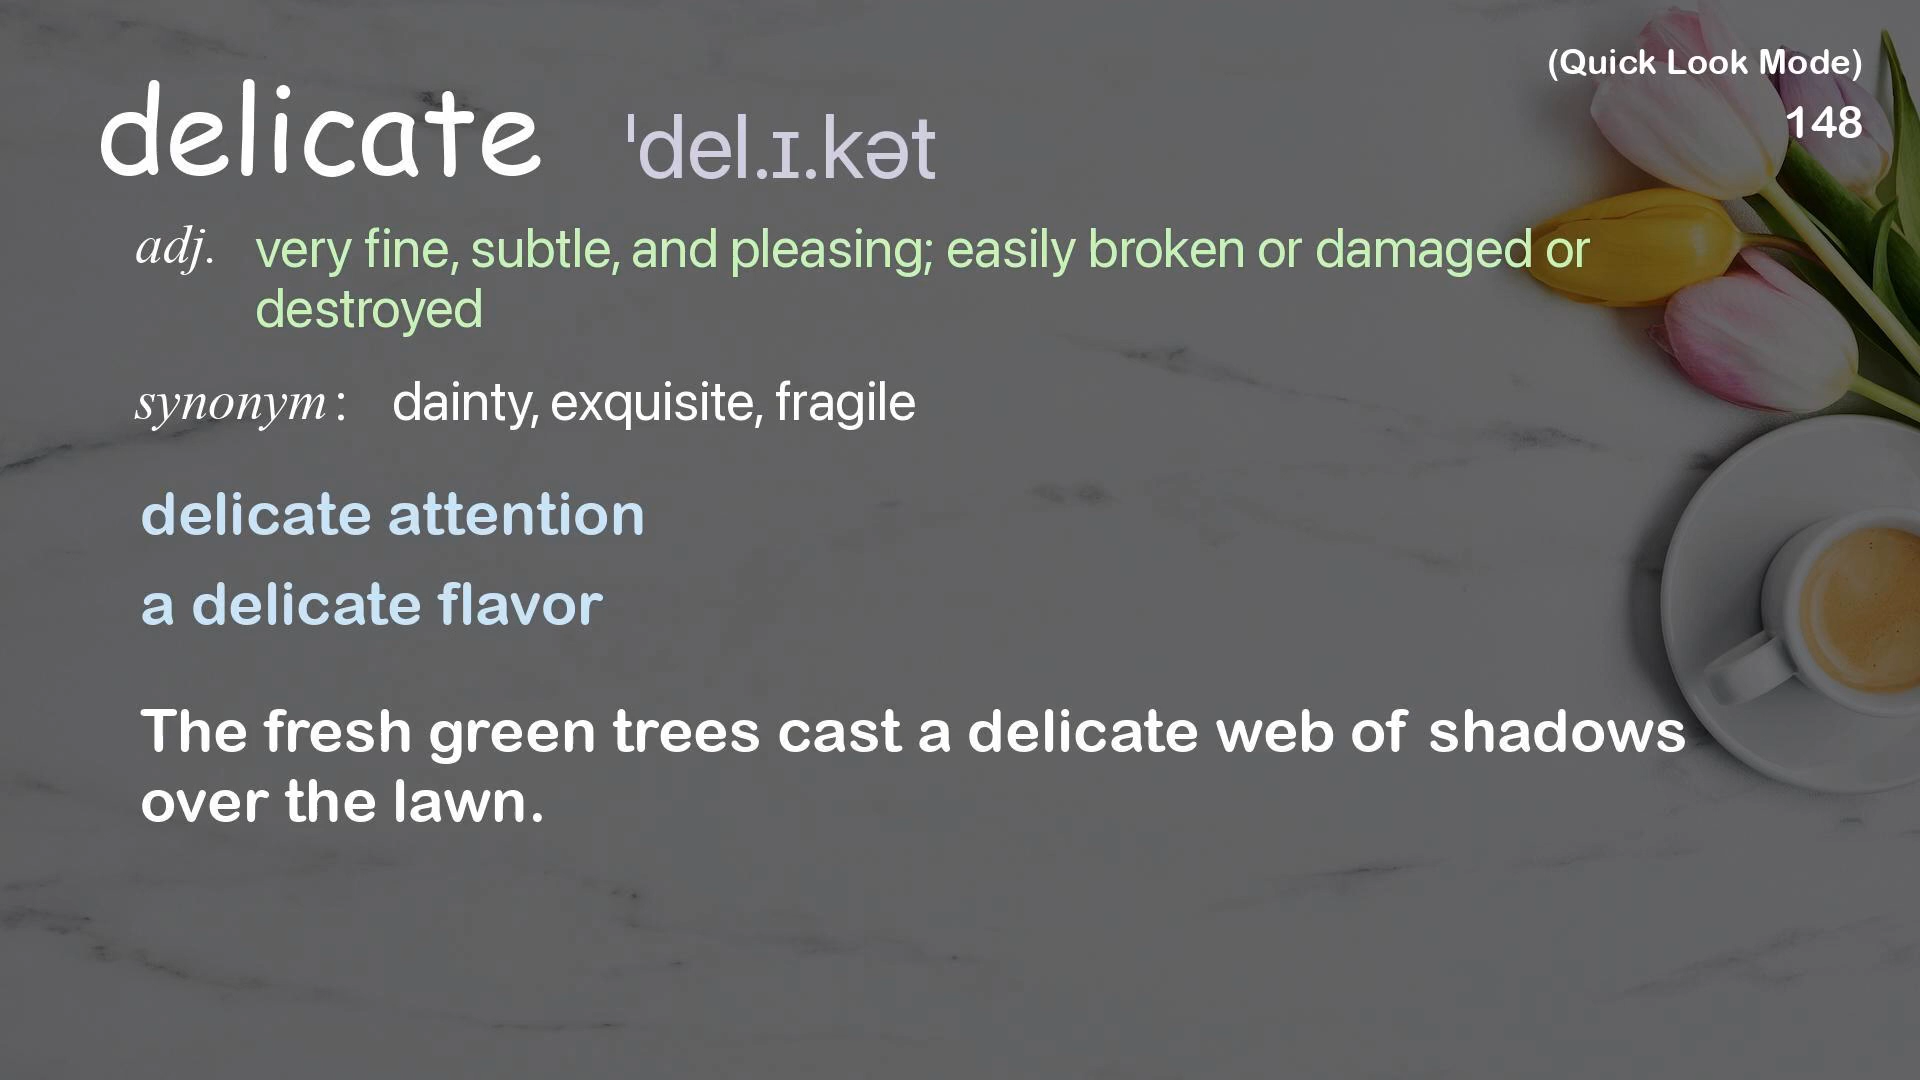 (Quick Look Mode)
148
delicate ˈdel.ɪ.kət
adj. very fine, subtle, and pleasing; easily broken or damaged or
destroyed
synonym: dainty, exquisite, fragile
delicate attention
a delicate flavor
The fresh green trees cast a delicate web of shadows
over the lawn.